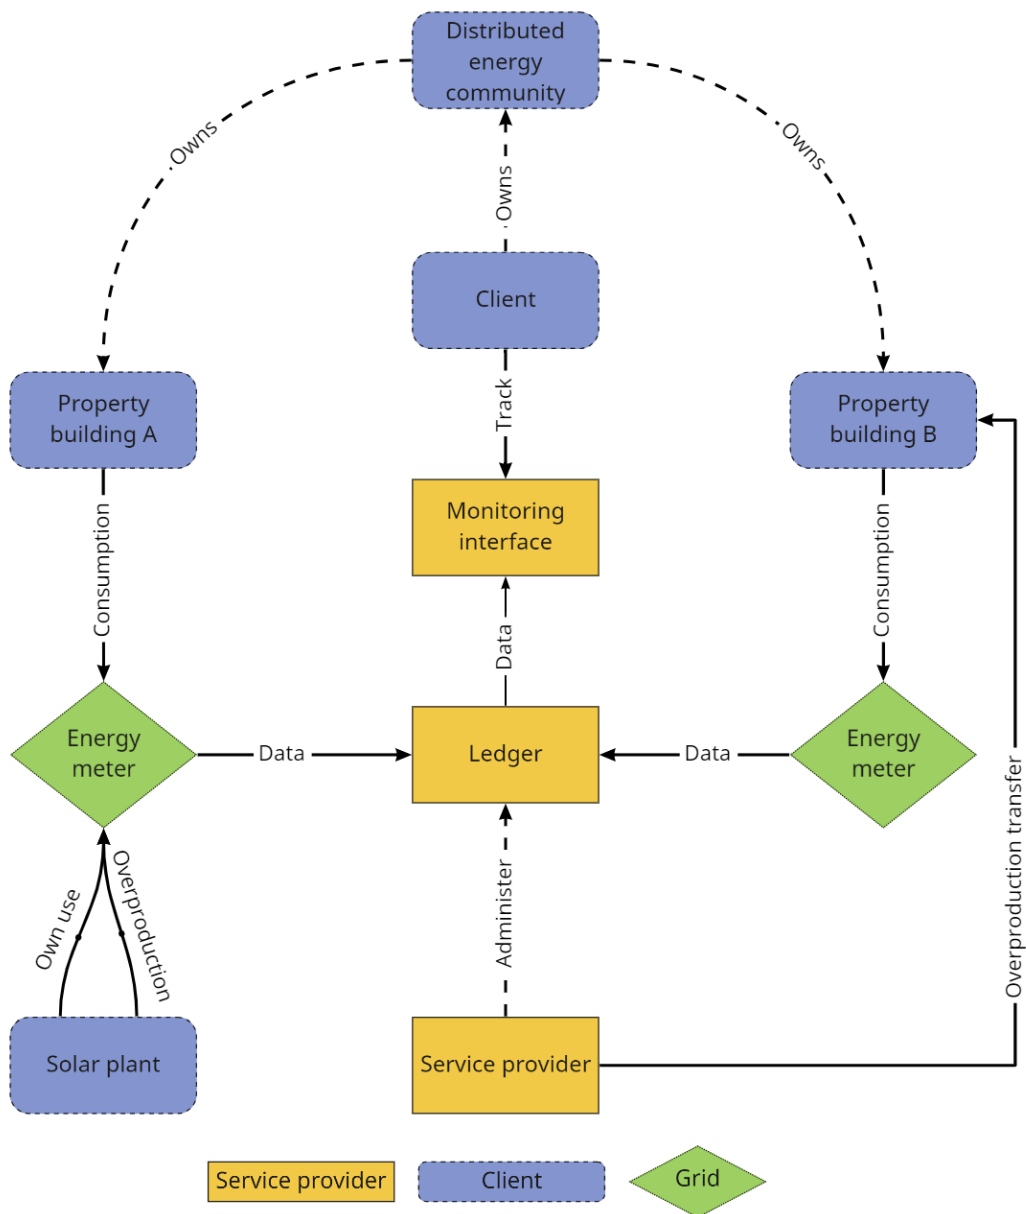 Distributed
energy
community
Owns
Owns
Owns
Client
Property
building A
Track
Property
building B
Monitoring
interface
Consumption
Consumption
Data
Energy
meter
Data
Ledger
Data
Energy
meter
Own use
Overproduction
Administer
Overproduction transfer
Solar plant
Service provider
Service provider
Client
Grid